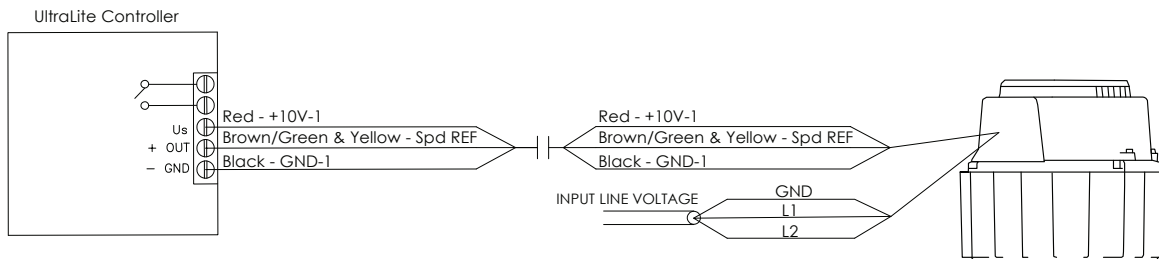 UltraLite Controller
Us
+ OUT
− GND
Red - +10V-1
Brown/Green & Yellow - Spd REF
Black - GND-1
Red - +10V-1
Brown/Green & Yellow - Spd REF
Black - GND-1
INPUT LINE VOLTAGE
GND
L1
L2